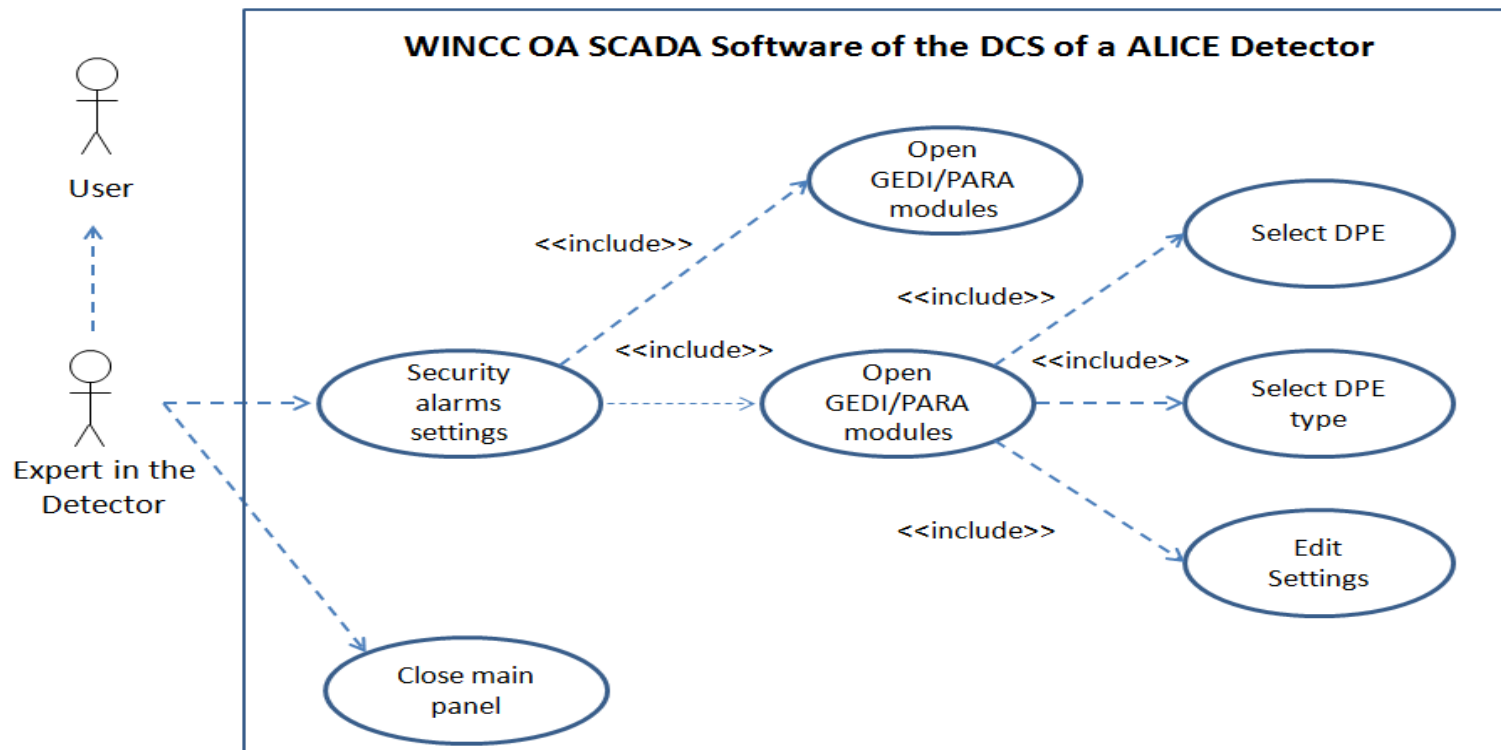 WINCC OA SCADA Software of the DCS of a ALICE Detector
User
Open
GEDI/PARA
modules
<<include>>
Select DPE
<<include>>
<<include>>
Security
alarms
settings
Open
GEDI/PARA
modules
<<include>>
Select DPE
type
Expert in the
Detector
<<include>>
Edit
Settings
Close main
panel